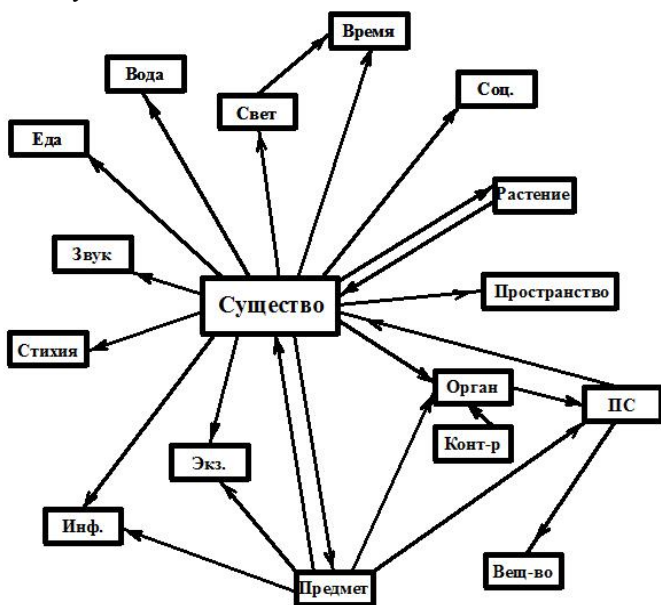 Время
Вода
Соц.
Свет
Еда
Растение
Звук
Существо
Пространство
Стихия
Орган
ПС
Конт-р
Экз.
Инф.
Вещ-во
Предмет